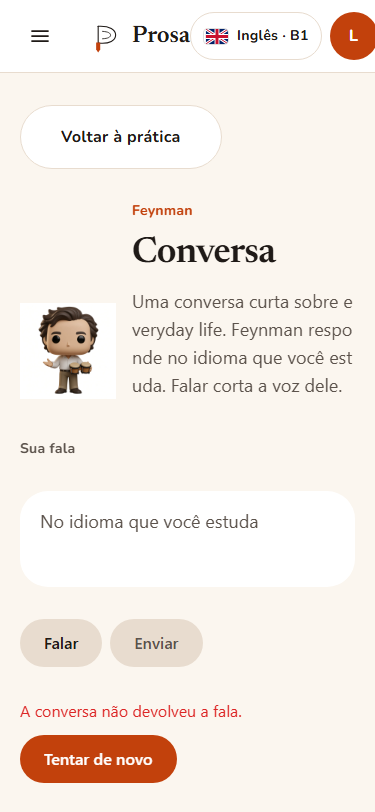 Prosa
Inglês · B1
L
Voltar à prática
Feynman
Conversa
Uma conversa curta sobre e
veryday life. Feynman respo
nde no idioma que você est
uda. Falar corta a voz dele.
Sua fala
No idioma que você estuda
Falar
Enviar
A conversa não devolveu a fala.
Tentar de novo